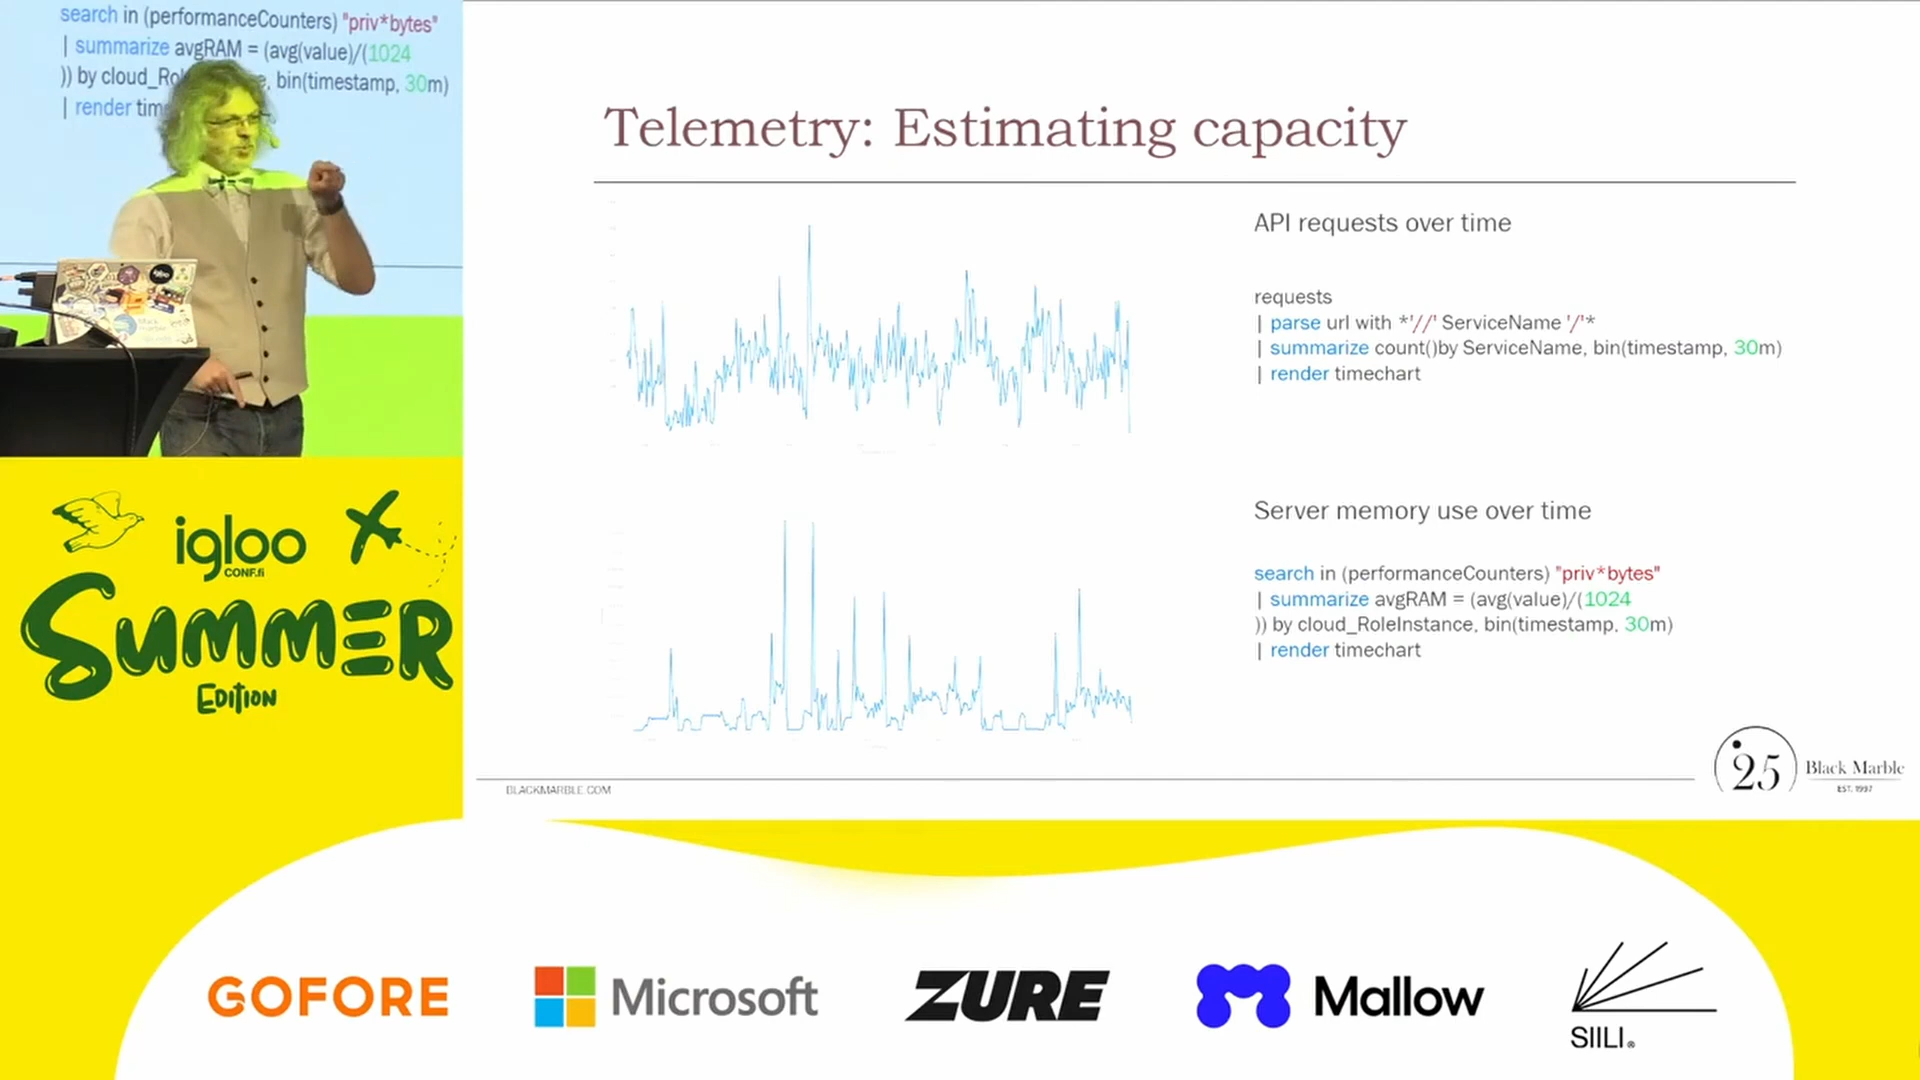 search in (performanceCounters) "priv*bytes"
| summarize avgRAM = (avg(value)/(1024
)) by cloud_Ro e, bin(timestamp, 30m)
| render tim
igloo
CONF.fi
SUMMER
EDITION
Telemetry: Estimating capacity
API requests over time
requests
| parse url with *'//' ServiceName '/'*
| summarize count()by ServiceName, bin(timestamp, 30m)
| render timechart
Server memory use over time
search in (performanceCounters) "priv*bytes"
| summarize avgRAM = (avg(value)/(1024
)) by cloud_RoleInstance, bin(timestamp, 30m)
| render timechart
BLACKMARBLE.COM
25
Black Marble
EST. 1997
GOFORE
Microsoft
ZURE
Mallow
SIILI®